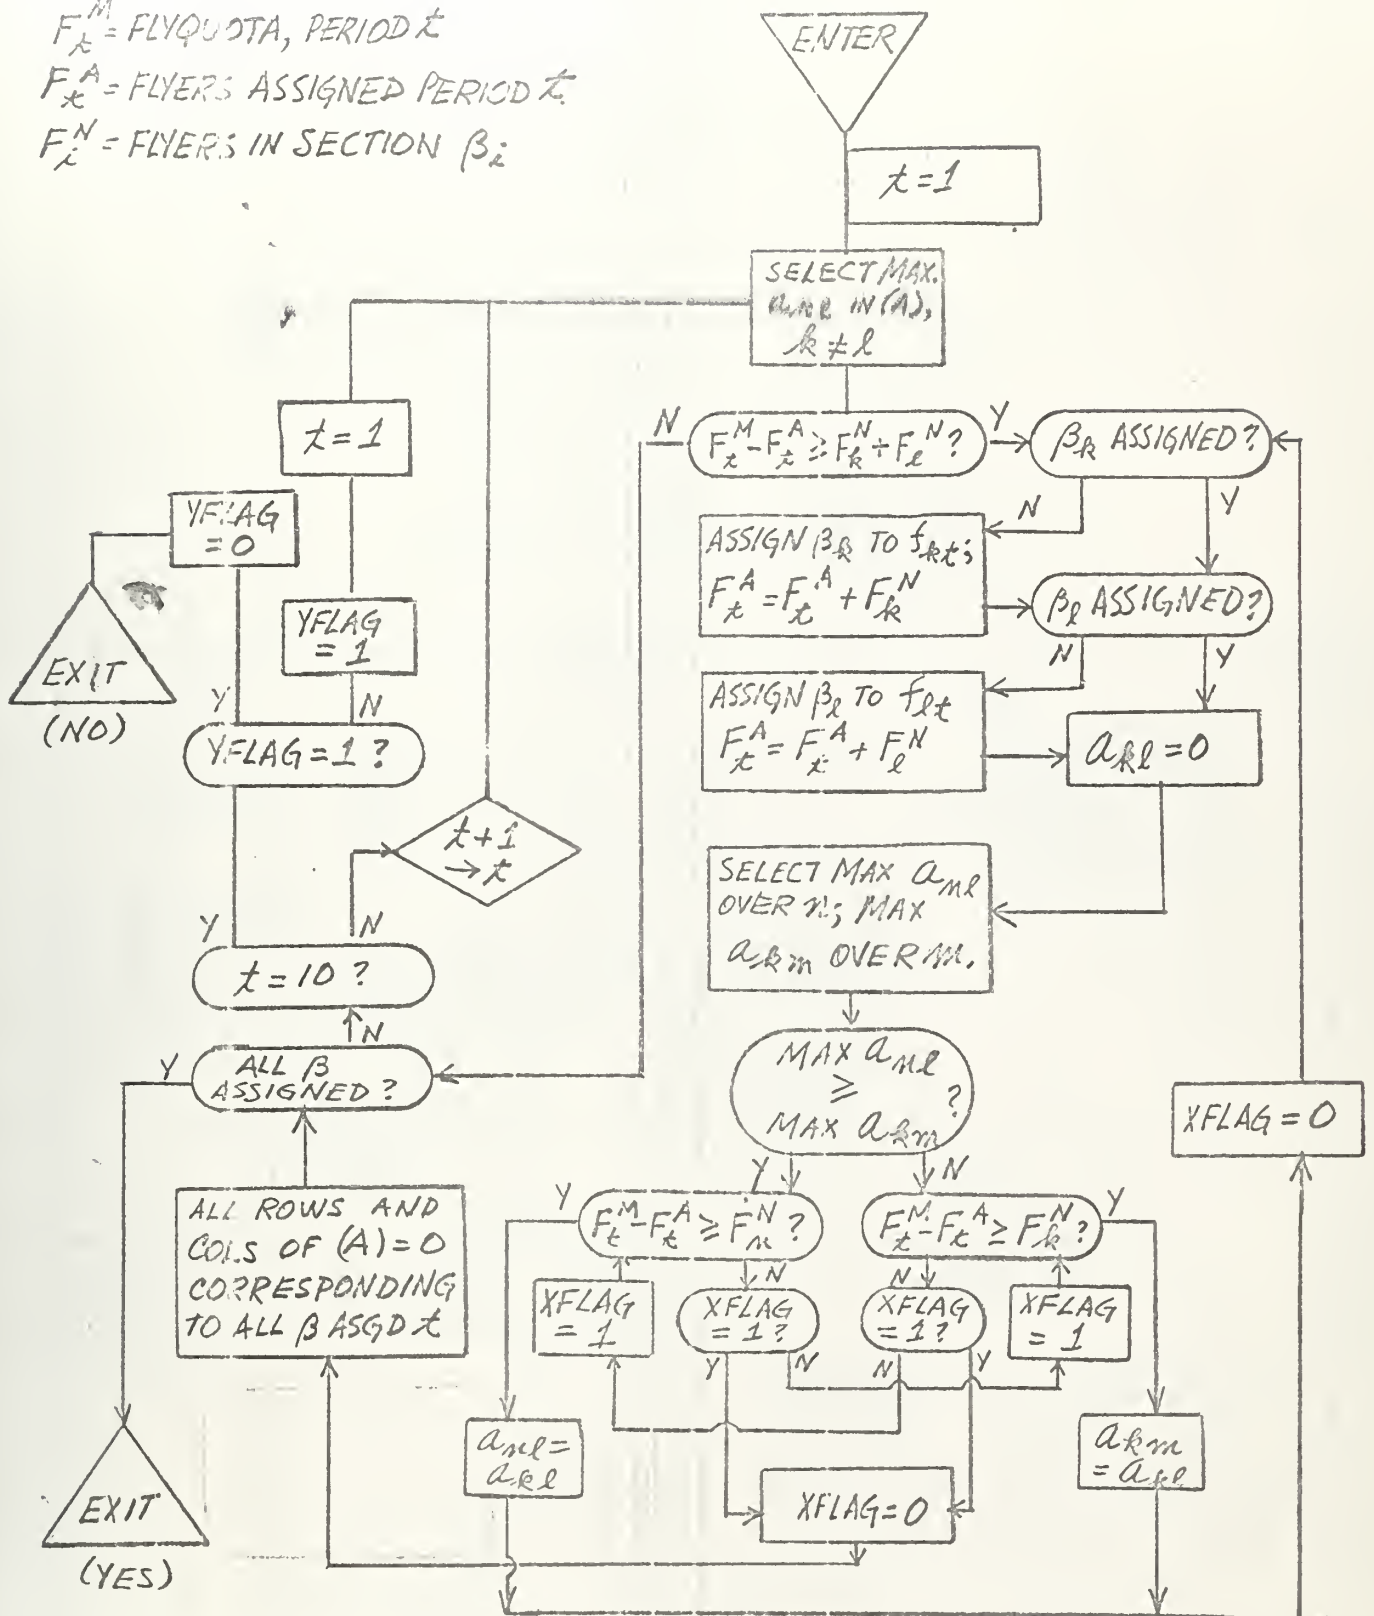 F_t^M = FLYQUOTA, PERIOD t
F_t^A = FLYERS ASSIGNED PERIOD t
F_i^N = FLYERS IN SECTION β_i
ENTER
t = 1
SELECT MAX.
IN (A),
k ≠ l
N
F_t^M - F_t^A ≥ F_k^N + F_l^N ?
Y
β_k ASSIGNED?
N
Y
ASSIGN β_k TO f_kt;
F_t^A = F_t^A + F_k^N
β_l ASSIGNED?
N
Y
ASSIGN β_l TO f_lt
F_t^A = F_t^A + F_l^N
a_kl = 0
SELECT MAX a_nl
OVER n; MAX
a_km OVER m.
MAX a_nl
≥
MAX a_km
?
Y
N
Y
F_t^M - F_t^A ≥ F_n^N ?
F_t^M - F_t^A ≥ F_k^N ?
Y
N
N
XFLAG
= 1
XFLAG
= 1 ?
XFLAG
= 1 ?
XFLAG
= 1
Y
N
N
Y
a_nl =
a_kl
a_km
= a_kl
XFLAG = 0
XFLAG = 0
t = 1
YFLAG
= 0
YFLAG
= 1
EXIT
(NO)
Y
N
YFLAG = 1 ?
t + 1
→ t
Y
N
t = 10 ?
N
Y
ALL β
ASSIGNED ?
ALL ROWS AND
COLS OF (A) = 0
CORRESPONDING
TO ALL β ASGD t
EXIT
(YES)